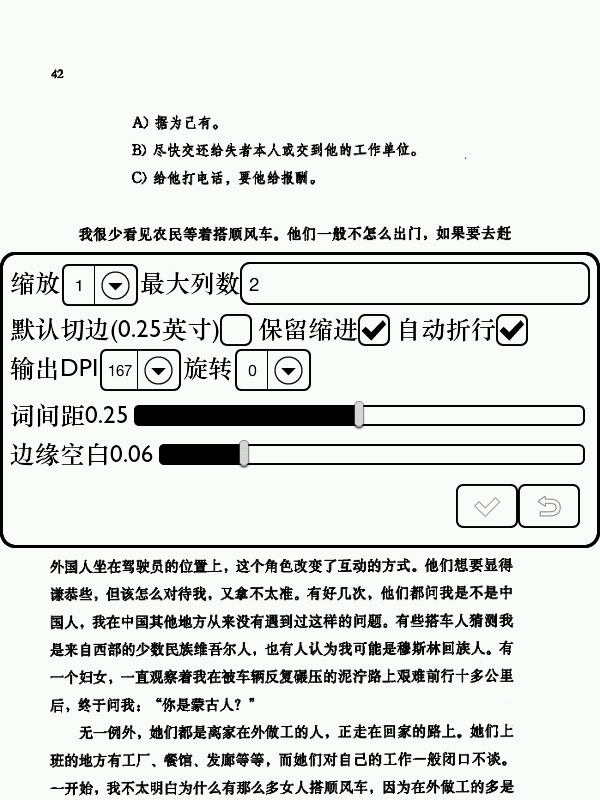 42
A) 据为己有。
B) 尽快交还给失者本人或交到他的工作单位。
C) 给他打电话，要他给报酬。
我很少看见农民等着搭顺风车。他们一般不怎么出门，如果要去赶
缩放 1 最大列数 2
默认切边(0.25英寸) 保留缩进 自动折行
输出DPI 167 旋转 0
词间距0.25
边缘空白0.06
外国人坐在驾驶员的位置上，这个角色改变了互动的方式。他们想要显得
谦恭些，但该怎么对待我，又拿不太准。有好几次，他们都问我是不是中
国人，我在中国其他地方从来没有遇到过这样的问题。有些搭车人猜测我
是来自西部的少数民族维吾尔人，也有人认为我可能是穆斯林回族人。有
一个妇女，一直观察着我在被车辆反复碾压的泥泞路上艰难前行十多公里
后，终于问我：“你是蒙古人？”
无一例外，她们都是离家在外做工的人，正走在回家的路上。她们上
班的地方有工厂、餐馆、发廊等等，而她们对自己的工作一般闭口不谈。
一开始，我不太明白为什么有那么多女人搭顺风车，因为在外做工的多是